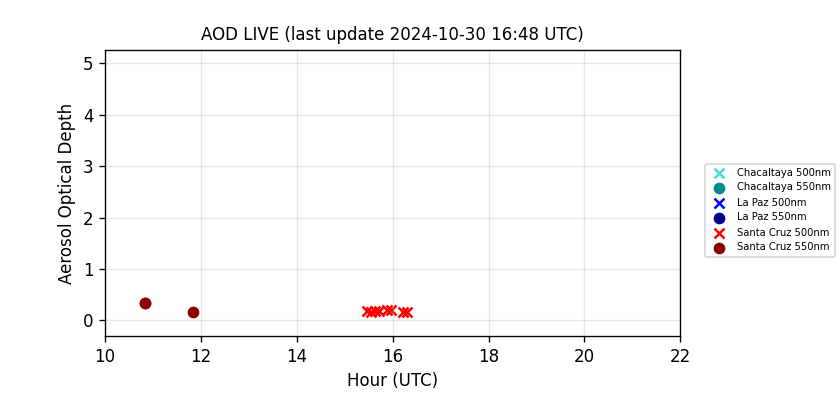 AOD LIVE (last update 2024-10-30 16:48 UTC)
5
4
3
2
1
0
Aerosol Optical Depth
10 12 14 16 18 20 22
Hour (UTC)
Chacaltaya 500nm
Chacaltaya 550nm
La Paz 500nm
La Paz 550nm
Santa Cruz 500nm
Santa Cruz 550nm